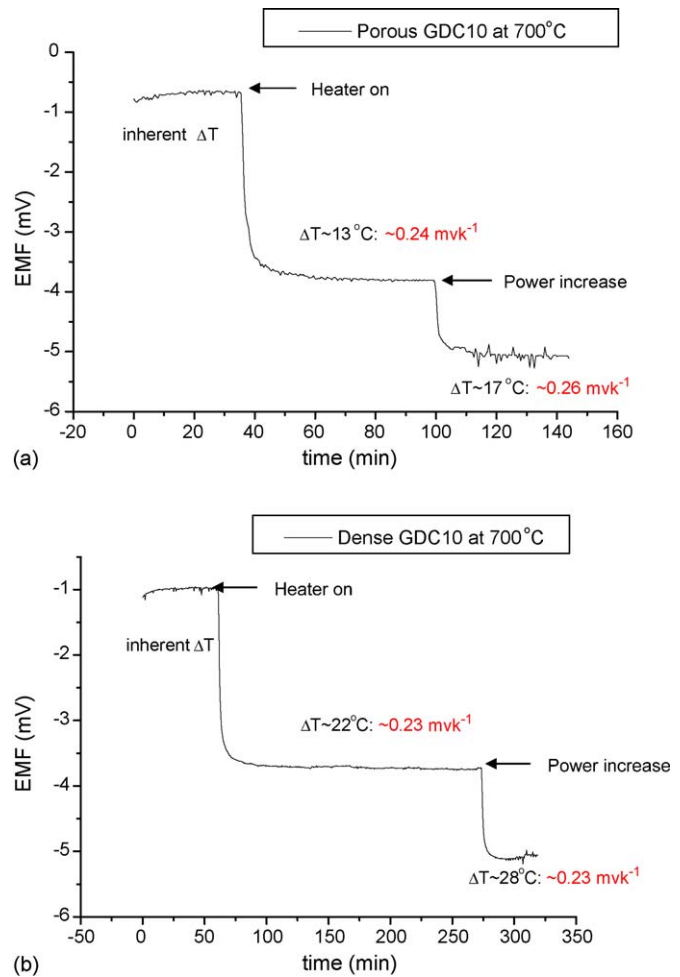 Porous GDC10 at 700°C
0
Heater on
-1
inherent ΔT
-2
-3
ΔT~13 °C: ~0.24 mvk⁻¹
EMF (mV)
-4
Power increase
-5
ΔT~17 °C: ~0.26 mvk⁻¹
-6
-20 0 20 40 60 80 100 120 140 160
(a) time (min)
Dense GDC10 at 700°C
-1
Heater on
inherent ΔT
-2
-3
ΔT~22°C: ~0.23 mvk⁻¹
EMF (mV)
-4
Power increase
-5
ΔT~28°C: ~0.23 mvk⁻¹
-6
-50 0 50 100 150 200 250 300 350
(b) time (min)